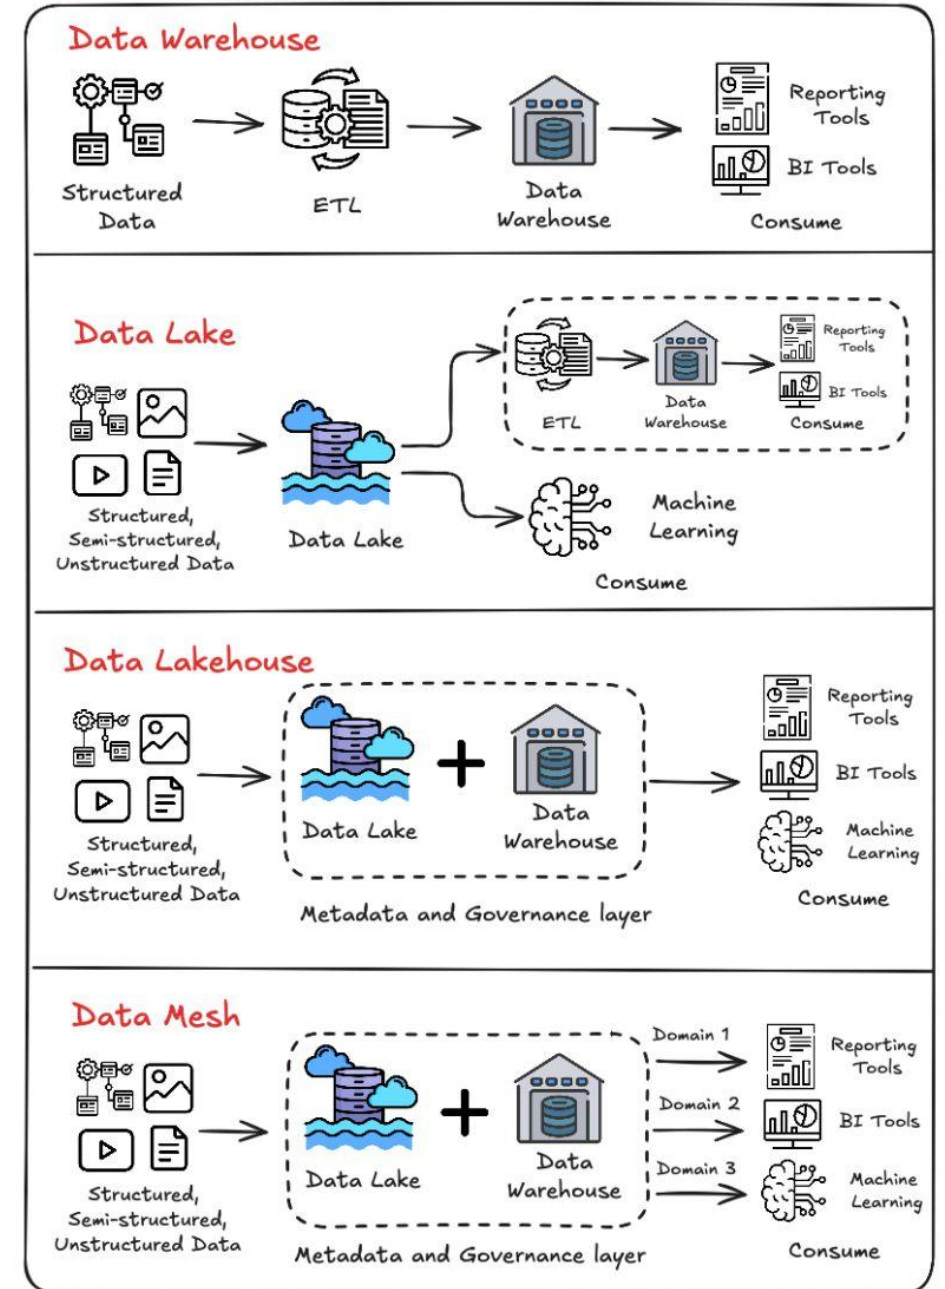 Data Warehouse
Structured
Data
ETL
Data
Warehouse
Reporting
Tools
BI Tools
Consume
Data Lake
Structured,
Semi-structured,
Unstructured Data
Data Lake
ETL
Data
Warehouse
Reporting
Tools
BI Tools
Consume
Machine
Learning
Consume
Data Lakehouse
Structured,
Semi-structured,
Unstructured Data
Data Lake
Data
Warehouse
Metadata and Governance layer
Reporting
Tools
BI Tools
Machine
Learning
Consume
Data Mesh
Structured,
Semi-structured,
Unstructured Data
Data Lake
Data
Warehouse
Metadata and Governance layer
Domain 1
Domain 2
Domain 3
Reporting
Tools
BI Tools
Machine
Learning
Consume